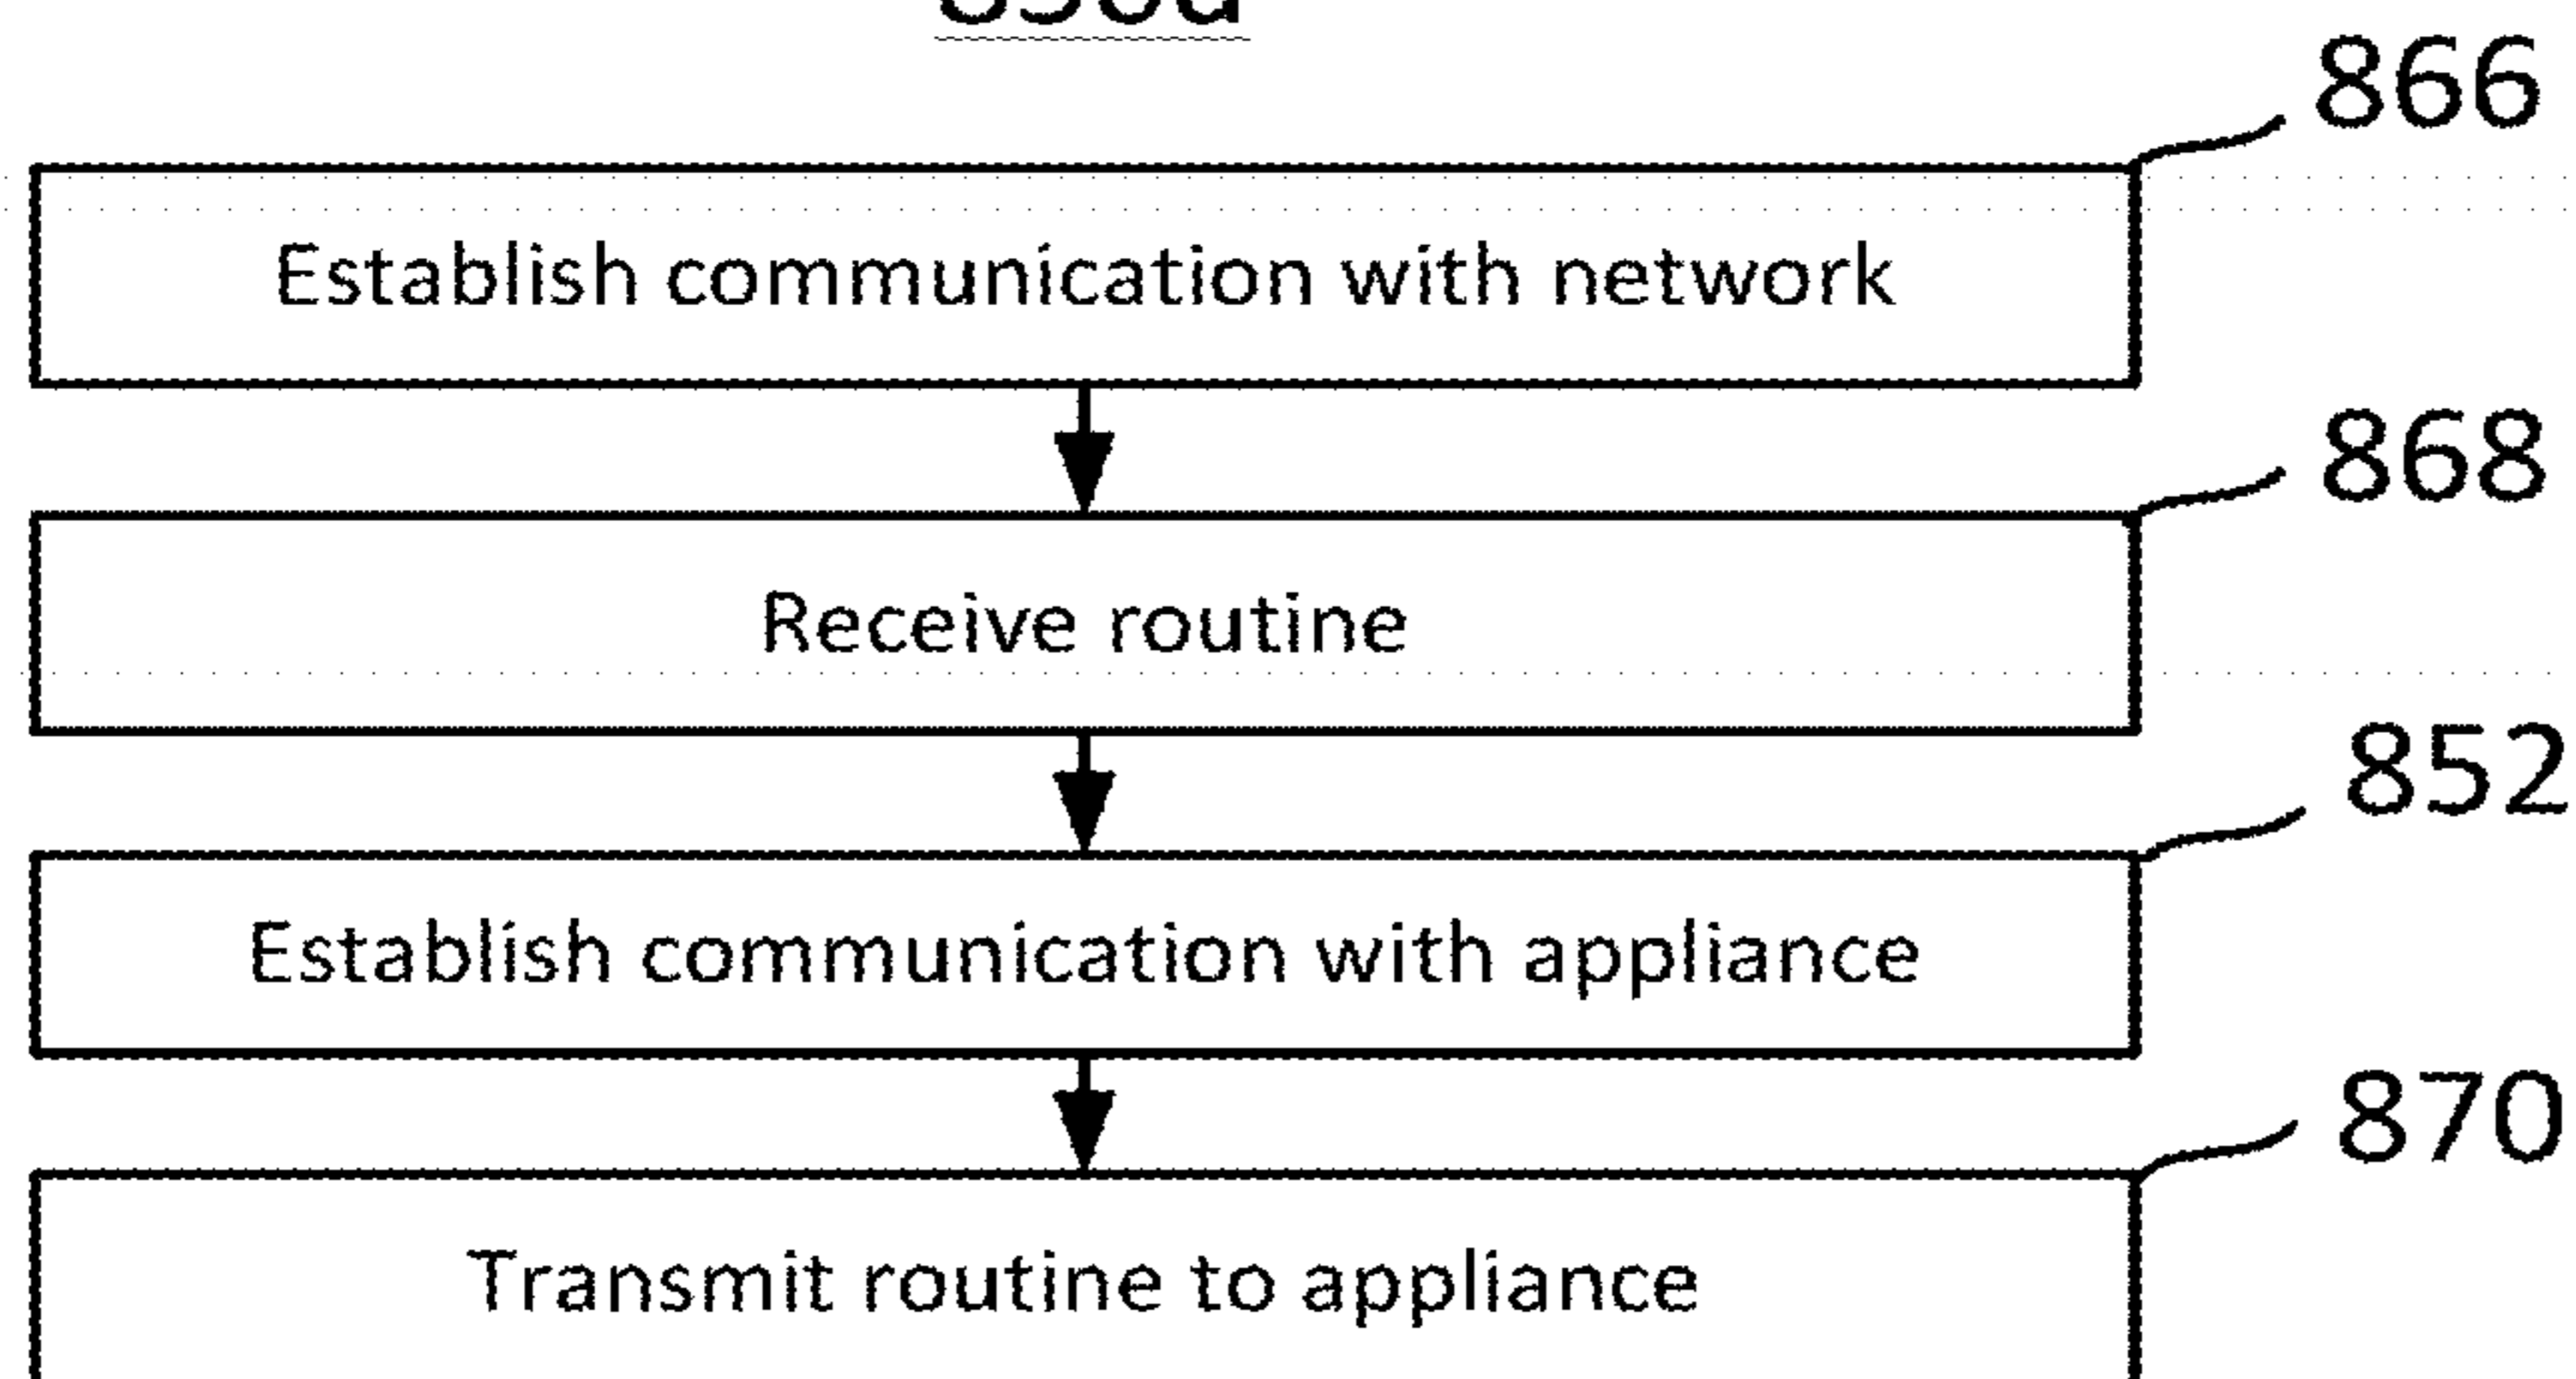 866
Establish communication with network
868
Receive routine
852
Establish communication with appliance
870
Transmit routine to appliance